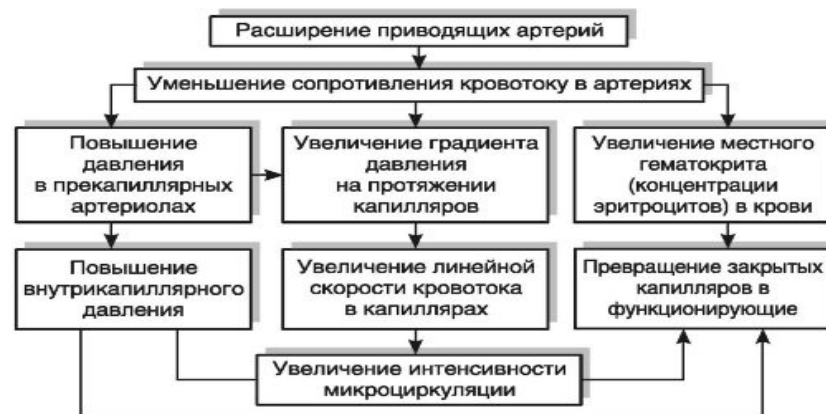 Расширение приводящих артерий
Уменьшение сопротивления кровотоку в артериях
Повышение
давления
в прекапиллярных
артериолах
Увеличение градиента
давления
на протяжении
капилляров
Увеличение местного
гематокрита
(концентрации
эритроцитов) в крови
Повышение
внутрикапиллярного
давления
Увеличение линейной
скорости кровотока
в капиллярах
Превращение закрытых
капилляров в
функционирующие
Увеличение интенсивности
микроциркуляции